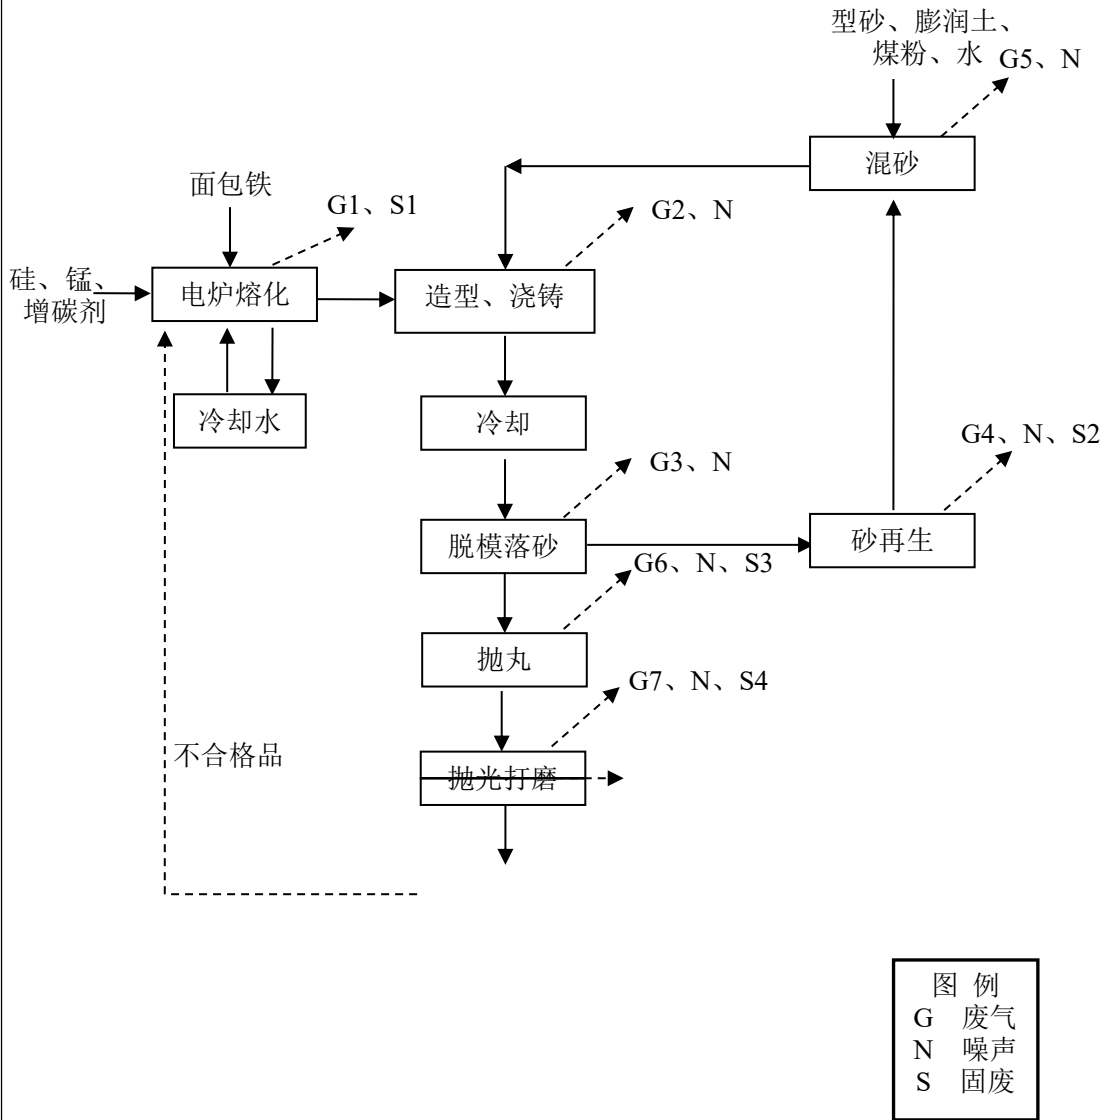 型砂、膨润土、
煤粉、水
G5、N
混砂
面包铁
G1、S1
G2、N
硅、锰、
增碳剂
电炉熔化
造型、浇铸
冷却水
冷却
G3、N
G4、N、S2
脱模落砂
砂再生
G6、N、S3
抛丸
G7、N、S4
不合格品
抛光打磨
图 例
G 废气
N 噪声
S 固废